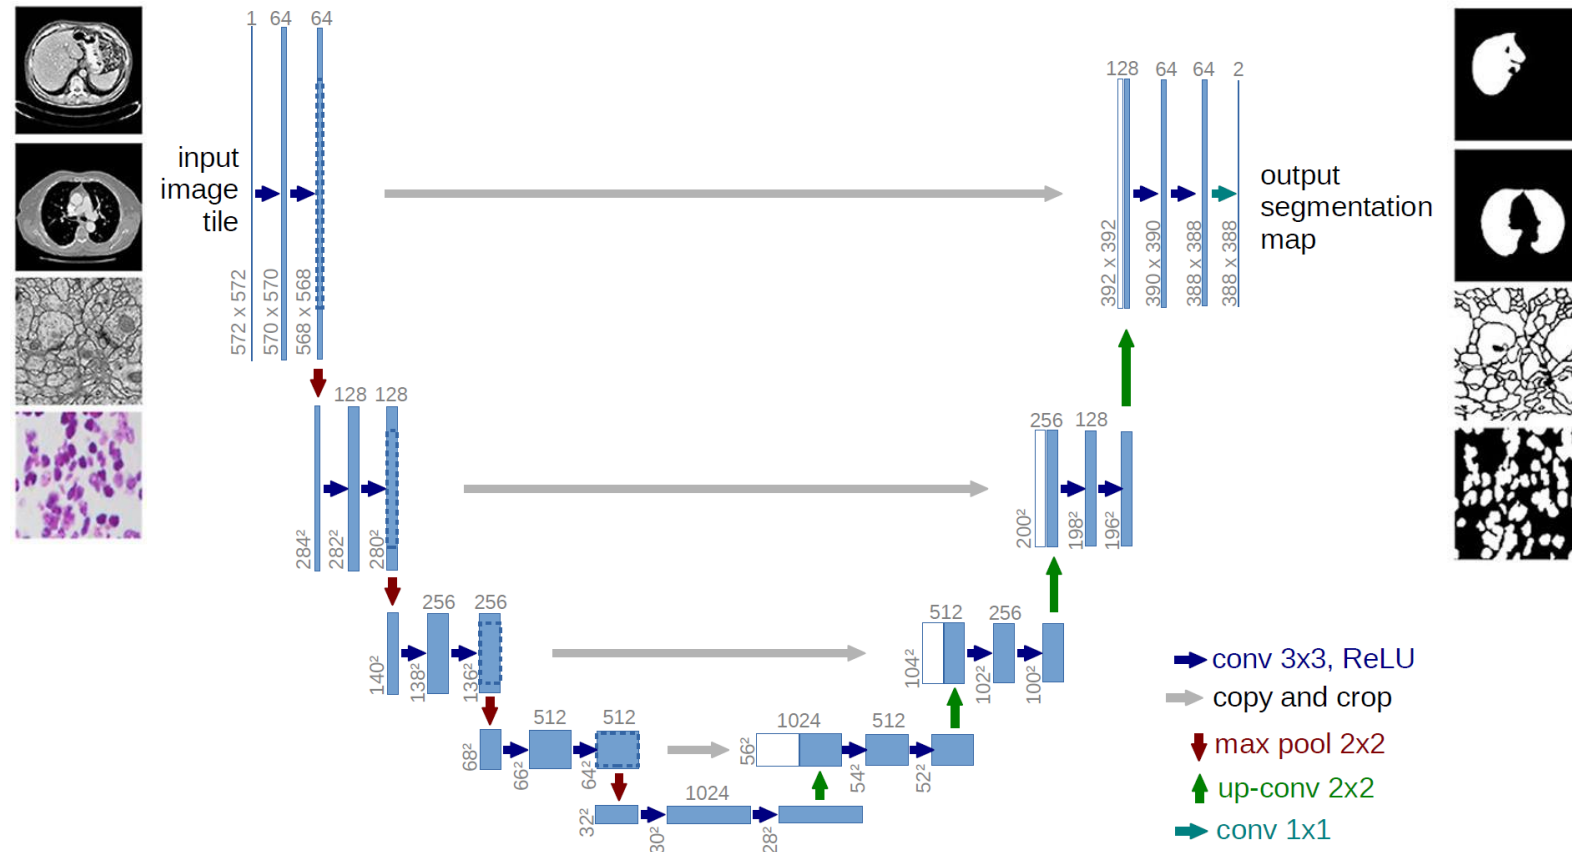 1 64 64
input
image
tile
572 x 572
570 x 570
568 x 568
128 64 64 2
output
segmentation
map
392 x 392
390 x 390
388 x 388
388 x 388
128 128
284²
282²
280²
256 128
200²
198²
196²
256 256
140²
138²
136²
512 256
104²
102²
100²
512 512
68²
66²
64²
1024 512
56²
54²
52²
1024
32²
30²
28²
conv 3x3, ReLU
copy and crop
max pool 2x2
up-conv 2x2
conv 1x1